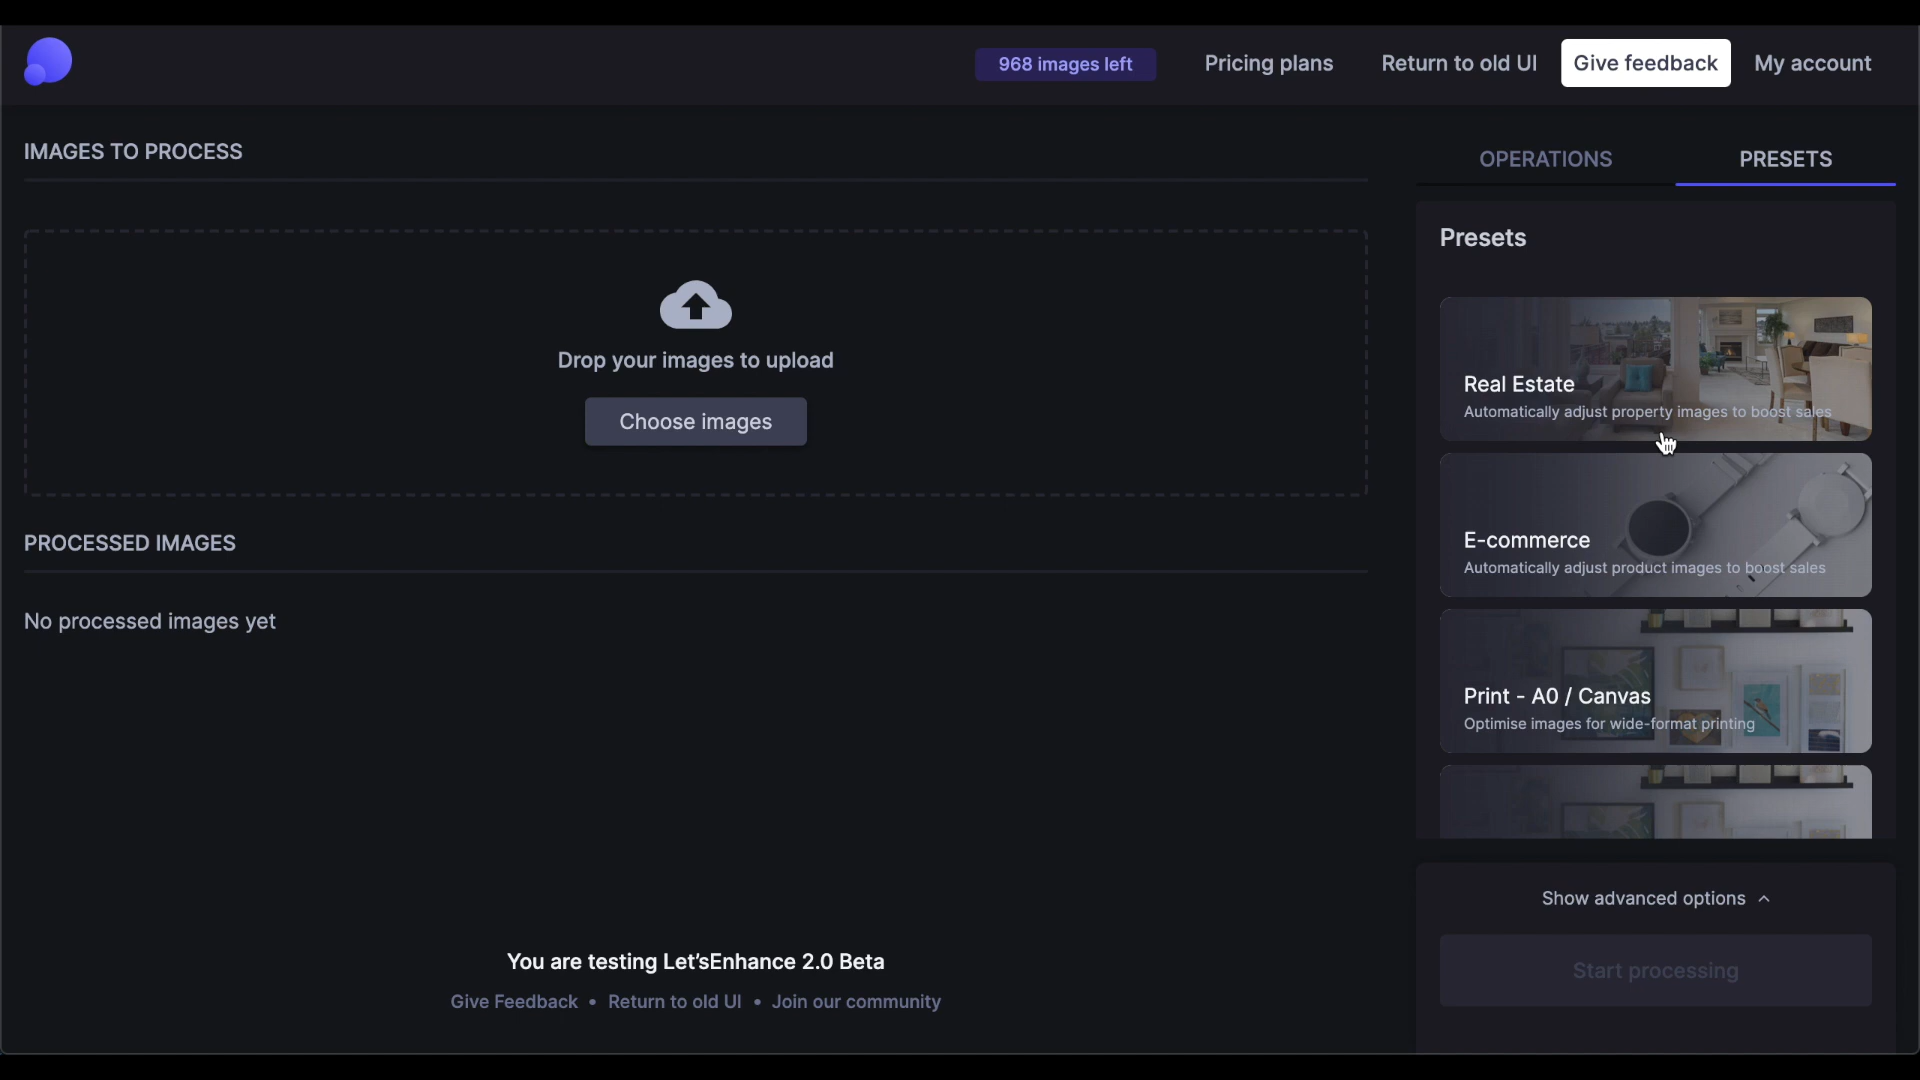 968 images left
Pricing plans
Return to old UI
Give feedback
My account
IMAGES TO PROCESS
Drop your images to upload
Choose images
PROCESSED IMAGES
No processed images yet
You are testing Let'sEnhance 2.0 Beta
Give Feedback • Return to old UI • Join our community
OPERATIONS
PRESETS
Presets
Real Estate
Automatically adjust property images to boost sales
E-commerce
Automatically adjust product images to boost sales
Print - A0 / Canvas
Optimise images for wide-format printing
Show advanced options
Start processing